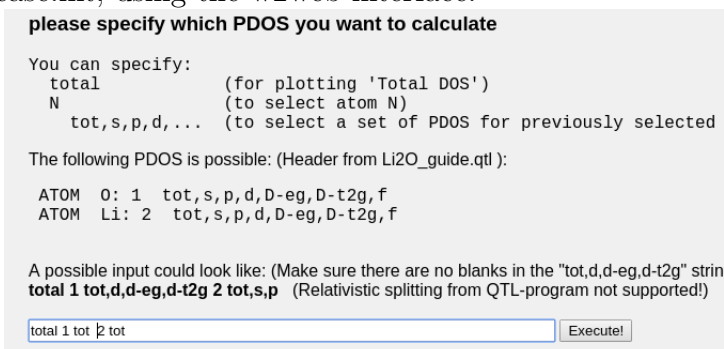 using the w2web interface.
please specify which PDOS you want to calculate
You can specify:
total (for plotting 'Total DOS')
N (to select atom N)
tot,s,p,d,... (to select a set of PDOS for previously selected
The following PDOS is possible: (Header from Li2O_guide.qtl ):
ATOM O: 1 tot,s,p,d,D-eg,D-t2g,f
ATOM Li: 2 tot,s,p,d,D-eg,D-t2g,f
A possible input could look like: (Make sure there are no blanks in the "tot,d,d-eg,d-t2g" strin
total 1 tot,d,d-eg,d-t2g 2 tot,s,p (Relativistic splitting from QTL-program not supported!)
total 1 tot 2 tot Execute!